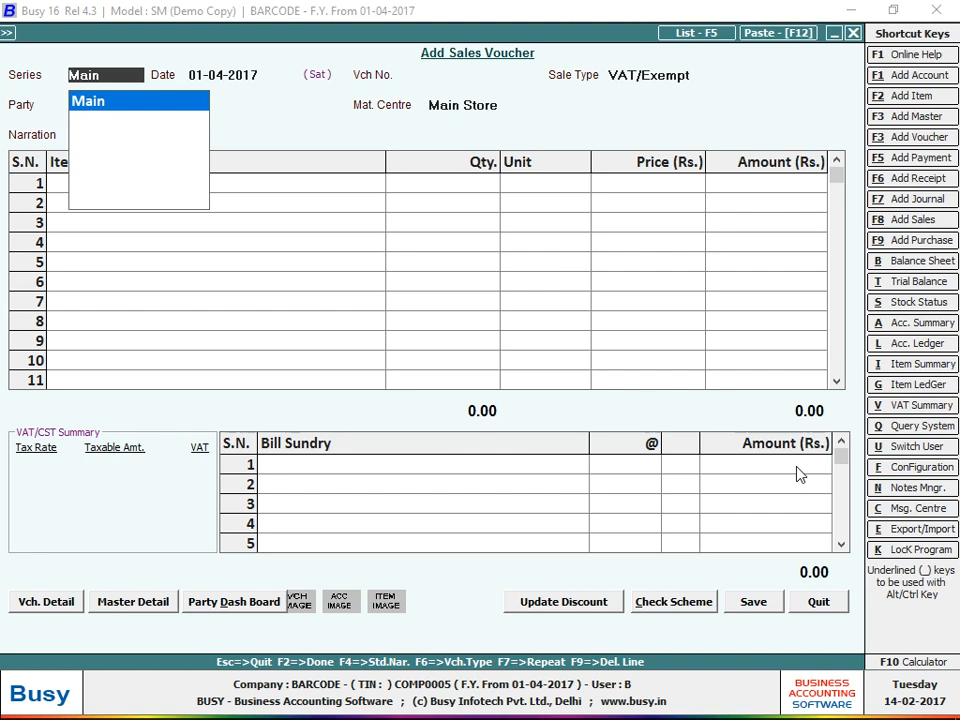 Busy 16 Rel 4.3 | Model : SM (Demo Copy) | BARCODE - F.Y. From 01-04-2017
>> List - F5 Paste - [F12]
Add Sales Voucher
Series Main Date 01-04-2017 (Sat) Vch No. Sale Type VAT/Exempt
Party Main Mat. Centre Main Store
Narration
S.N. Ite Qty. Unit Price (Rs.) Amount (Rs.)
1
2
3
4
5
6
7
8
9
10
11
0.00 0.00
VAT/CST Summary
Tax Rate Taxable Amt. VAT
S.N. Bill Sundry @ Amount (Rs.)
1
2
3
4
5
0.00
Vch. Detail Master Detail Party Dash Board VCH IMAGE ACC IMAGE ITEM IMAGE Update Discount Check Scheme Save Quit
Esc=>Quit F2=>Done F4=>Std.Nar. F6=>Vch.Type F7=>Repeat F9=>Del. Line
Busy
Company : BARCODE - ( TIN : ) COMP0005 ( F.Y. From 01-04-2017 ) - User : B
BUSY - Business Accounting Software ; (c) Busy Infotech Pvt. Ltd., Delhi ; www.busy.in
BUSINESS
ACCOUNTING
SOFTWARE
Shortcut Keys
F1 Online Help
F1 Add Account
F2 Add Item
F3 Add Master
F3 Add Voucher
F5 Add Payment
F6 Add Receipt
F7 Add Journal
F8 Add Sales
F9 Add Purchase
B Balance Sheet
T Trial Balance
S Stock Status
A Acc. Summary
L Acc. Ledger
I Item Summary
G Item LedGer
V VAT Summary
Q Query System
U Switch User
F ConFiguration
N Notes Mngr.
C Msg. Centre
E Export/Import
K LocK Program
Underlined (_) keys
to be used with
Alt/Ctrl Key
F10 Calculator
Tuesday
14-02-2017